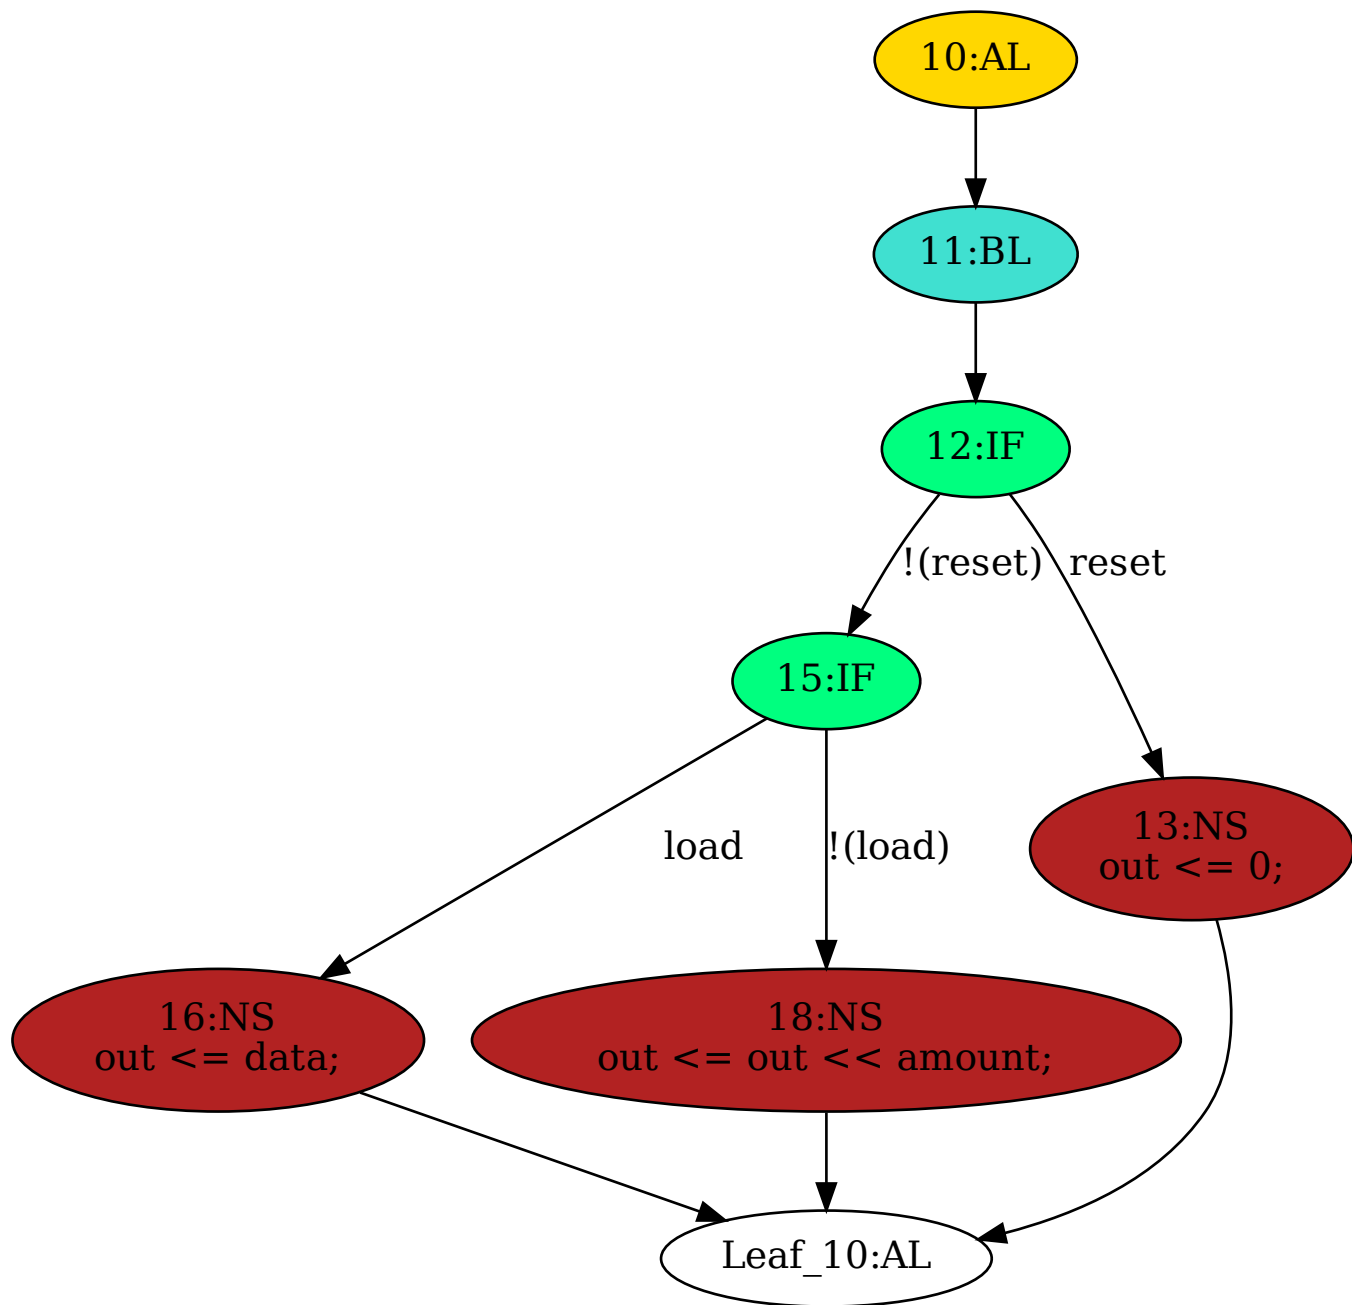 10:AL
11:BL
12:IF
!(reset)
reset
15:IF
load
!(load)
13:NS
out <= 0;
16:NS
out <= data;
18:NS
out <= out << amount;
Leaf_10:AL